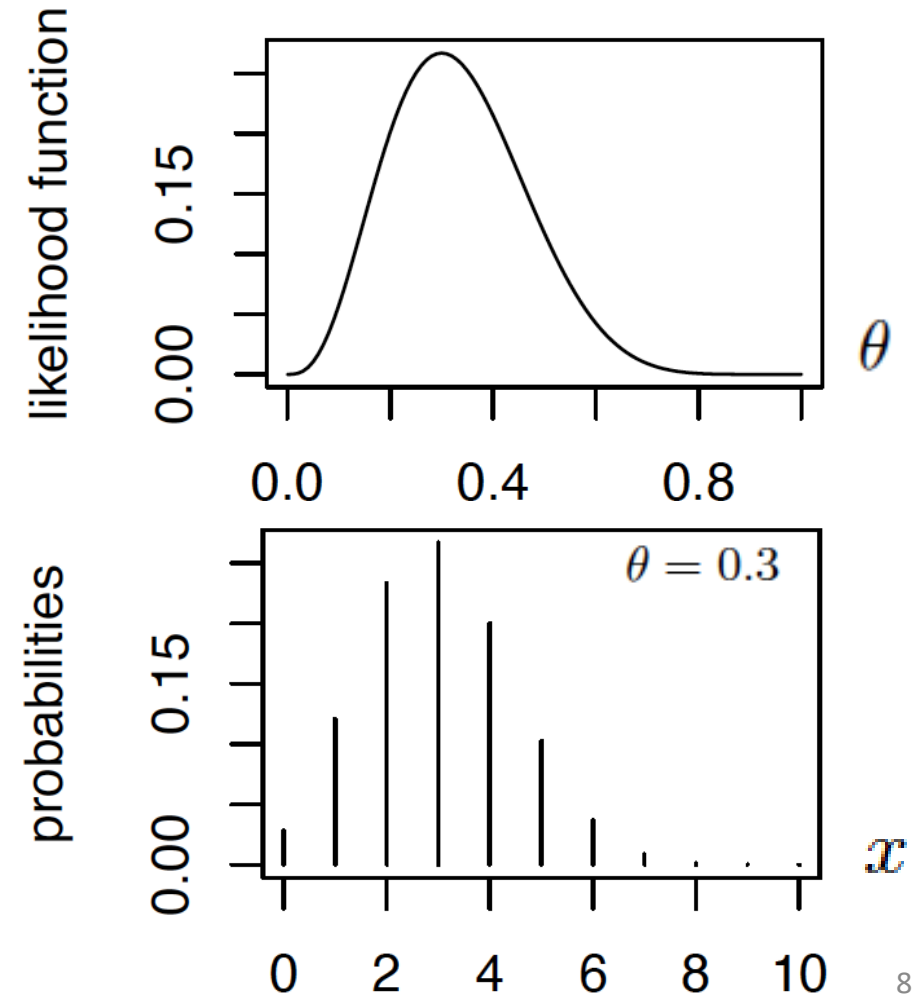 likelihood function
0.15
0.00
θ
0.0 0.4 0.8
θ = 0.3
probabilities
0.15
0.00
x
0 2 4 6 8 10
8